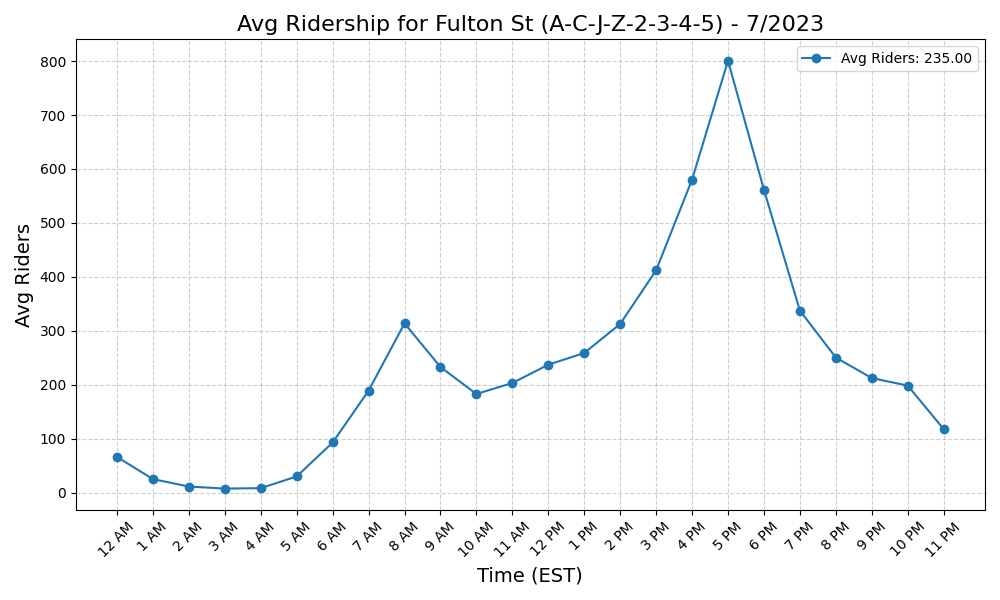 Avg Ridership for Fulton St (A-C-J-Z-2-3-4-5) - 7/2023
Avg Riders: 235.00
Avg Riders
800
700
600
500
400
300
200
100
0
12 AM
1 AM
2 AM
3 AM
4 AM
5 AM
6 AM
7 AM
8 AM
9 AM
10 AM
11 AM
12 PM
1 PM
2 PM
3 PM
4 PM
5 PM
6 PM
7 PM
8 PM
9 PM
10 PM
11 PM
Time (EST)